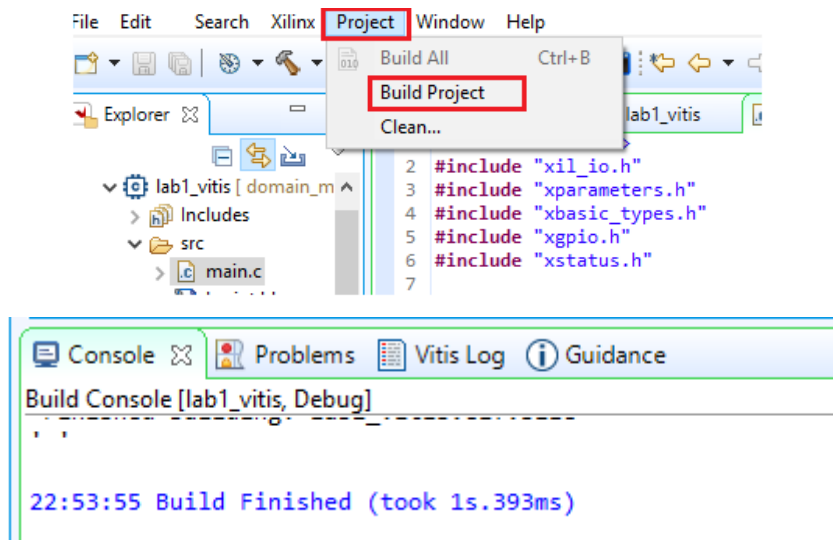 File Edit Search Xilinx Project Window Help
Build All Ctrl+B
Build Project
Clean...
Explorer
lab1_vitis
lab1_vitis [ domain_m
Includes
src
main.c
2 #include "xil_io.h"
3 #include "xparameters.h"
4 #include "xbasic_types.h"
5 #include "xgpio.h"
6 #include "xstatus.h"
7
Console Problems Vitis Log Guidance
Build Console [lab1_vitis, Debug]
22:53:55 Build Finished (took 1s.393ms)